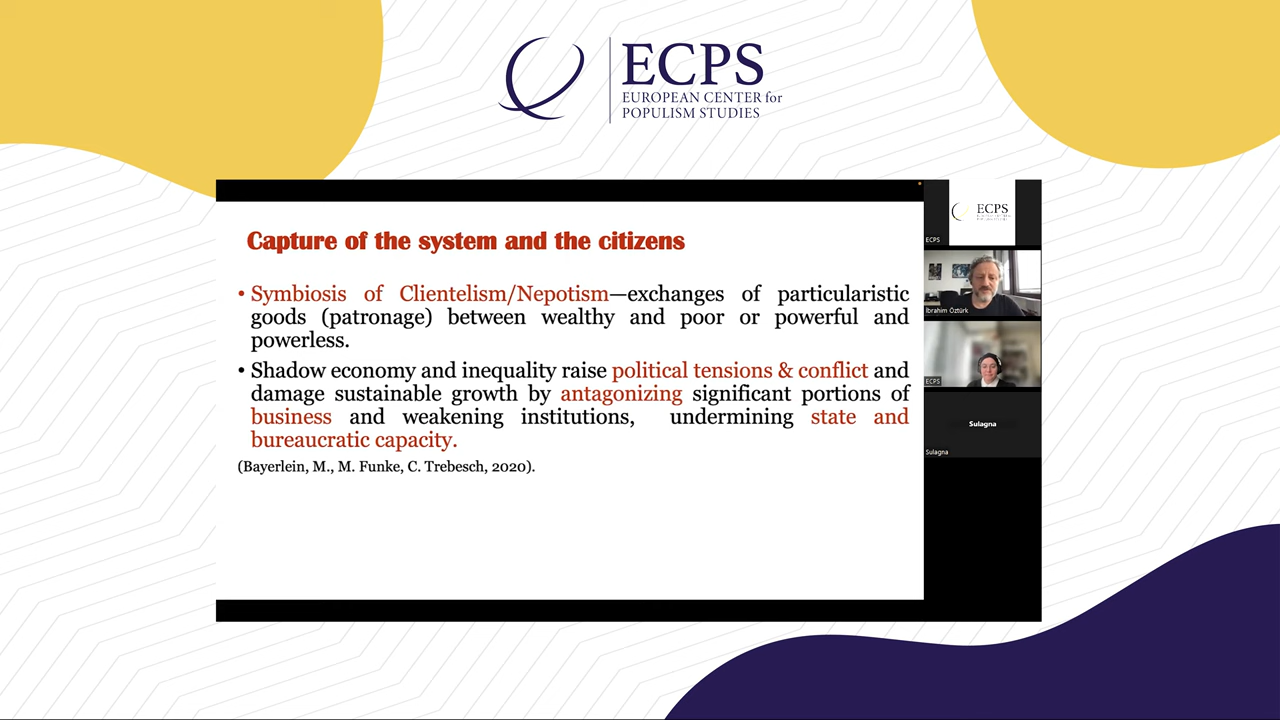 ECPS
EUROPEAN CENTER for
POPULISM STUDIES
Capture of the system and the citizens
• Symbiosis of Clientelism/Nepotism—exchanges of particularistic
goods (patronage) between wealthy and poor or powerful and
powerless.
• Shadow economy and inequality raise political tensions & conflict and
damage sustainable growth by antagonizing significant portions of
business and weakening institutions, undermining state and
bureaucratic capacity.
(Bayerlein, M., M. Funke, C. Trebesch, 2020).
ECPS
ECPS
İbrahim Öztürk
ECPS
Sulagna
Sulagna